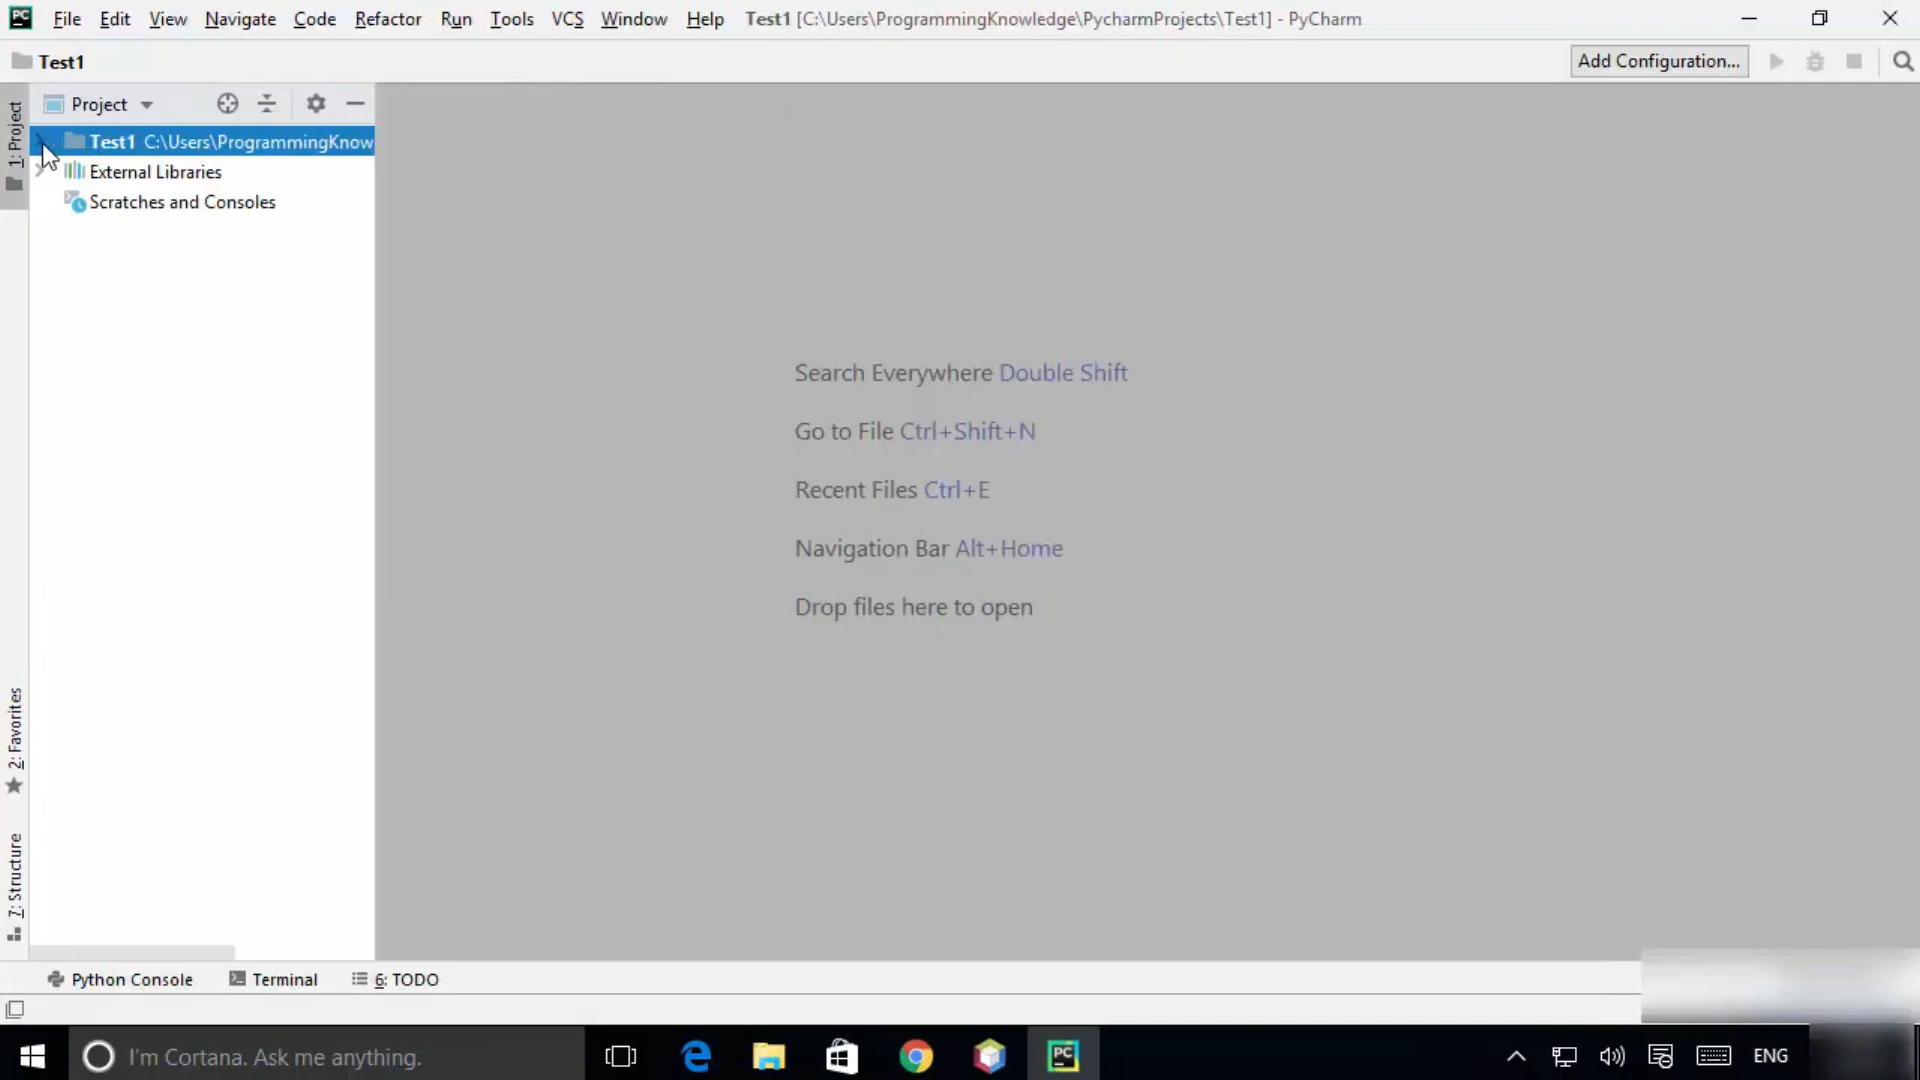 PC File Edit View Navigate Code Refactor Run Tools VCS Window Help Test1 [C:\Users\ProgrammingKnowledge\PycharmProjects\Test1] - PyCharm
Test1 Add Configuration...
1: Project
Project
Test1 C:\Users\ProgrammingKnow
External Libraries
Scratches and Consoles
Search Everywhere Double Shift
Go to File Ctrl+Shift+N
Recent Files Ctrl+E
Navigation Bar Alt+Home
Drop files here to open
2: Favorites
7: Structure
Python Console Terminal 6: TODO
I'm Cortana. Ask me anything. PC ENG